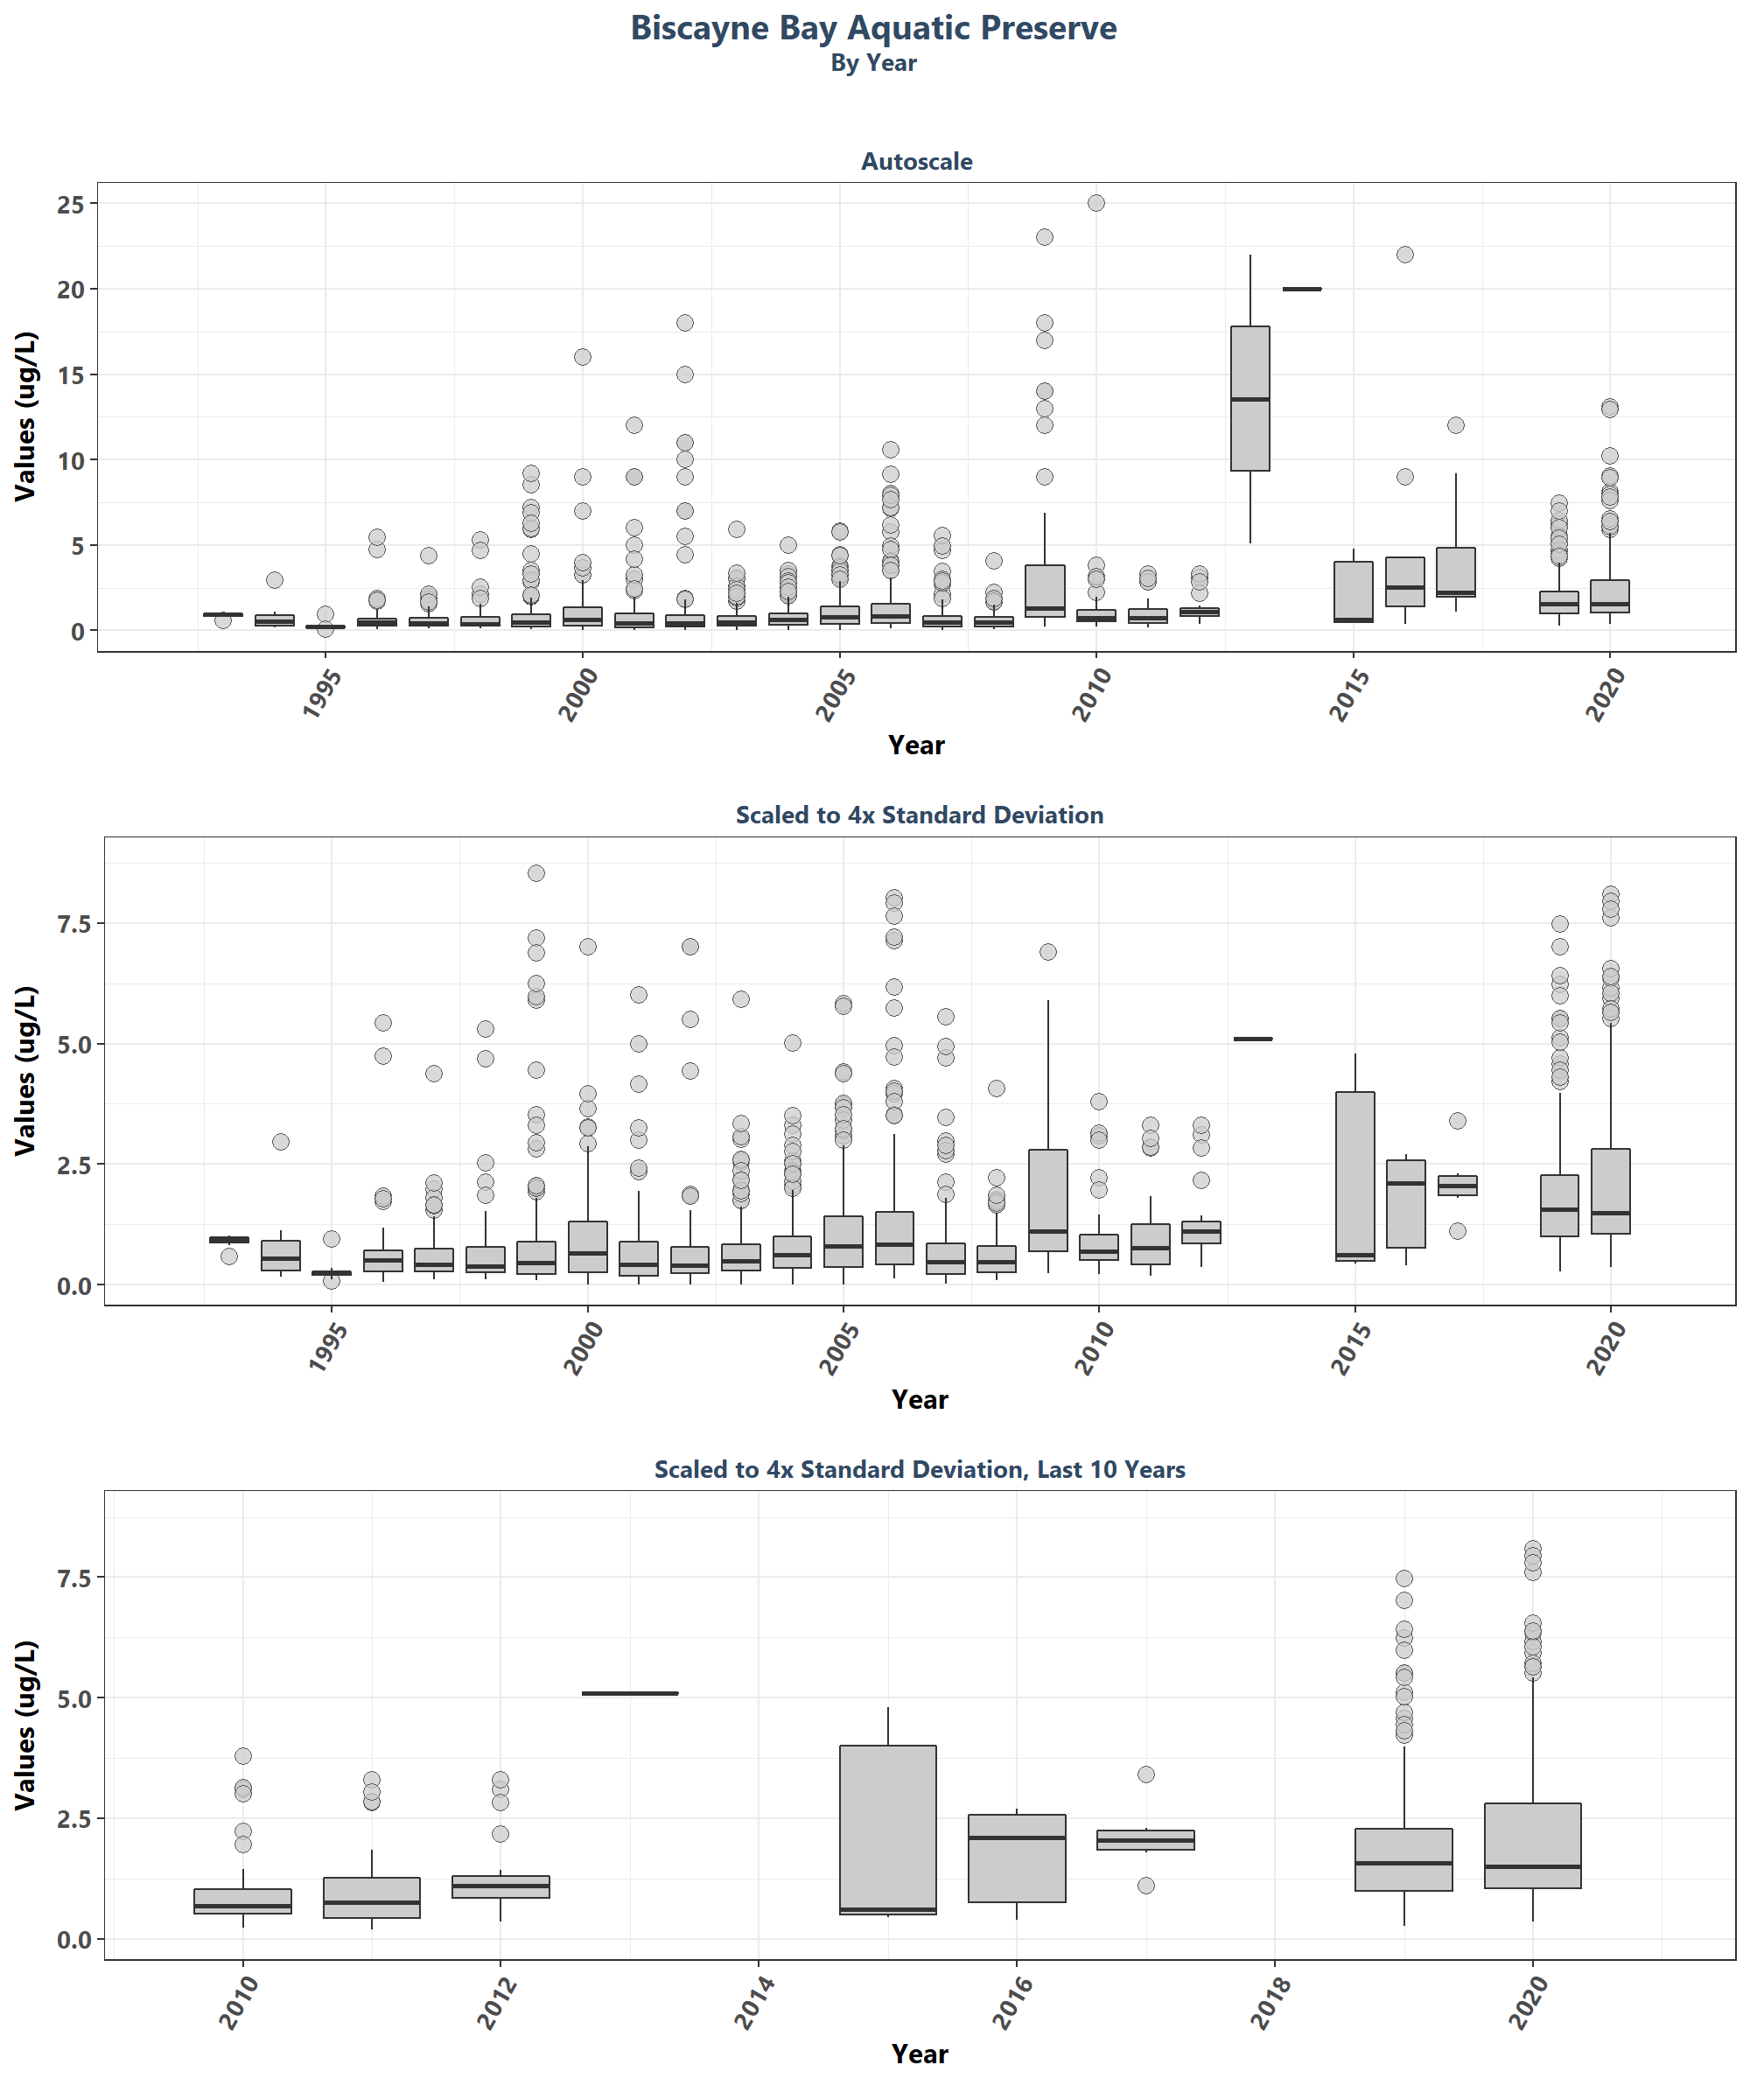 Biscayne Bay Aquatic Preserve
By Year
Autoscale
Values (ug/L)
25
20
15
10
5
0
1995
2000
2005
2010
2015
2020
Year
Scaled to 4x Standard Deviation
Values (ug/L)
7.5
5.0
2.5
0.0
1995
2000
2005
2010
2015
2020
Year
Scaled to 4x Standard Deviation, Last 10 Years
Values (ug/L)
7.5
5.0
2.5
0.0
2010
2012
2014
2016
2018
2020
Year